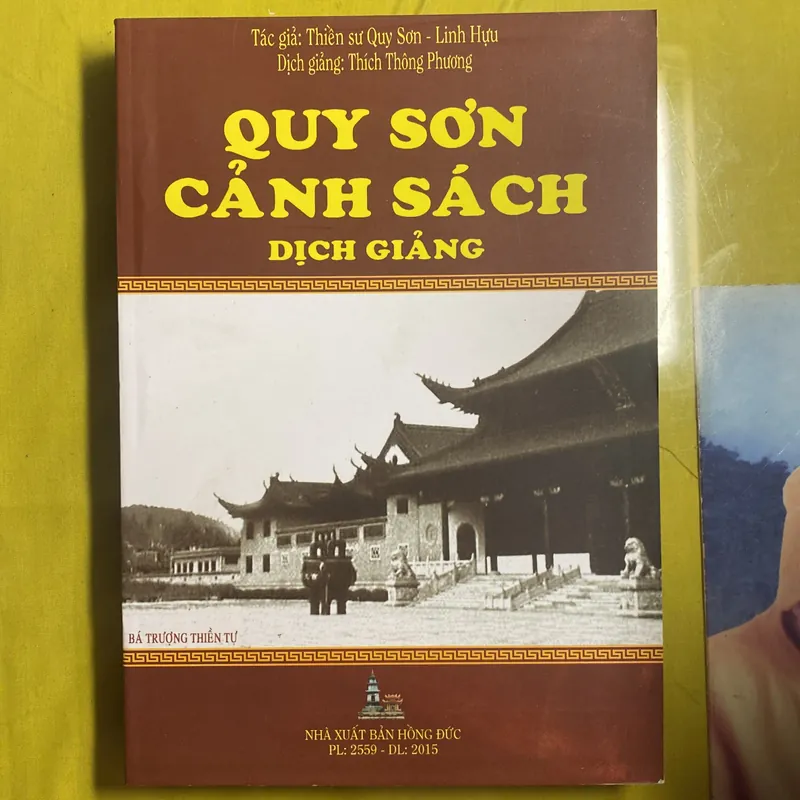 Tác giả: Thiền sư Quy Sơn - Linh Hựu
Dịch giảng: Thích Thông Phương
QUY SƠN
CẢNH SÁCH
DỊCH GIẢNG
BÁ TRƯỢNG THIỀN TỰ
NHÀ XUẤT BẢN HỒNG ĐỨC
PL: 2559 - DL: 2015